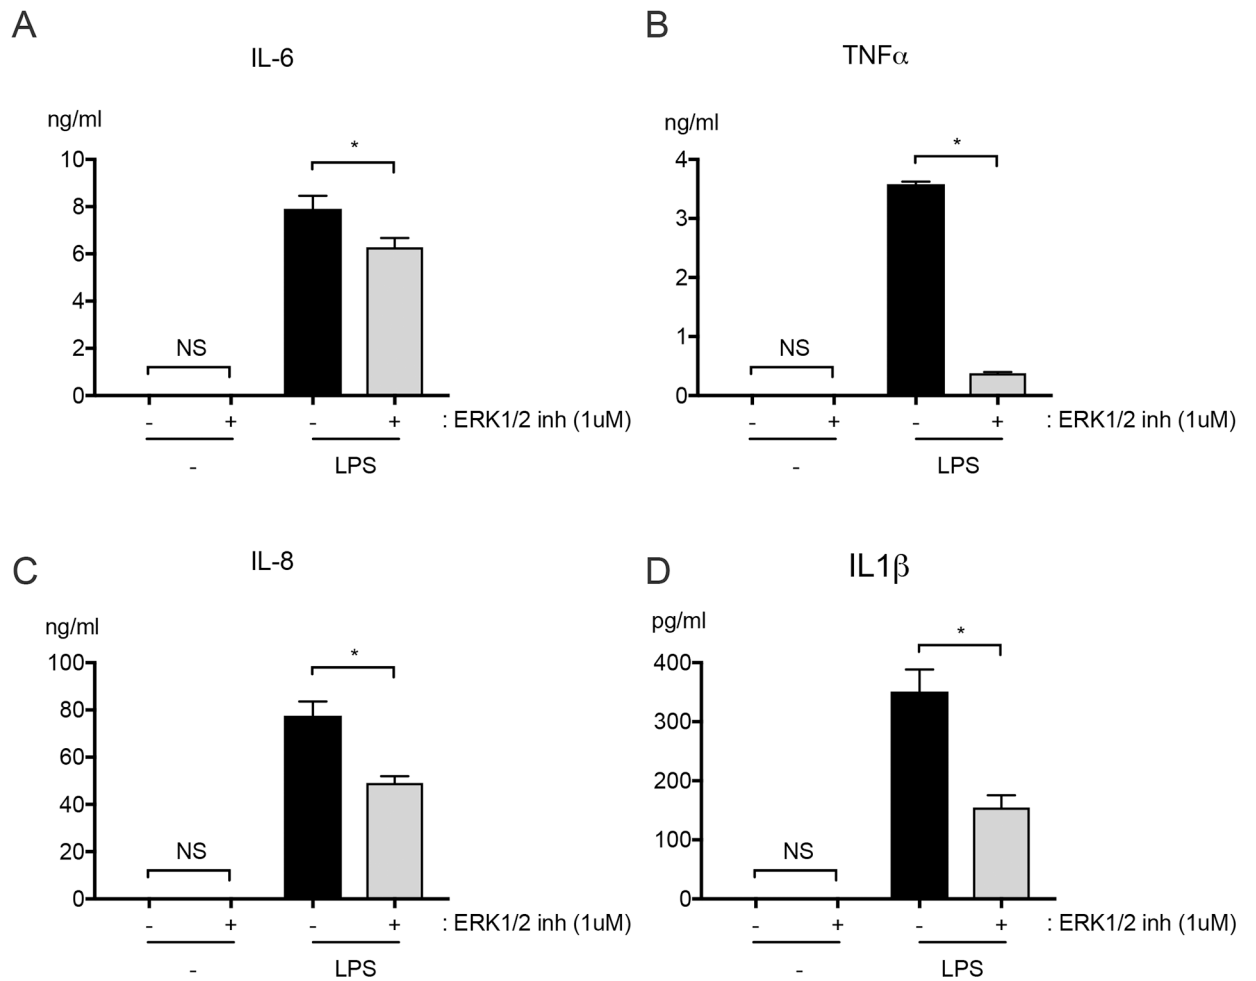 A
IL-6
ng/ml
10
8
6
4
2
0
NS
*
- + - + : ERK1/2 inh (1uM)
- LPS
B
TNFα
ng/ml
4
3
2
1
0
NS
*
- + - + : ERK1/2 inh (1uM)
- LPS
C
IL-8
ng/ml
100
80
60
40
20
0
NS
*
- + - + : ERK1/2 inh (1uM)
- LPS
D
IL1β
pg/ml
400
300
200
100
0
NS
*
- + - + : ERK1/2 inh (1uM)
- LPS